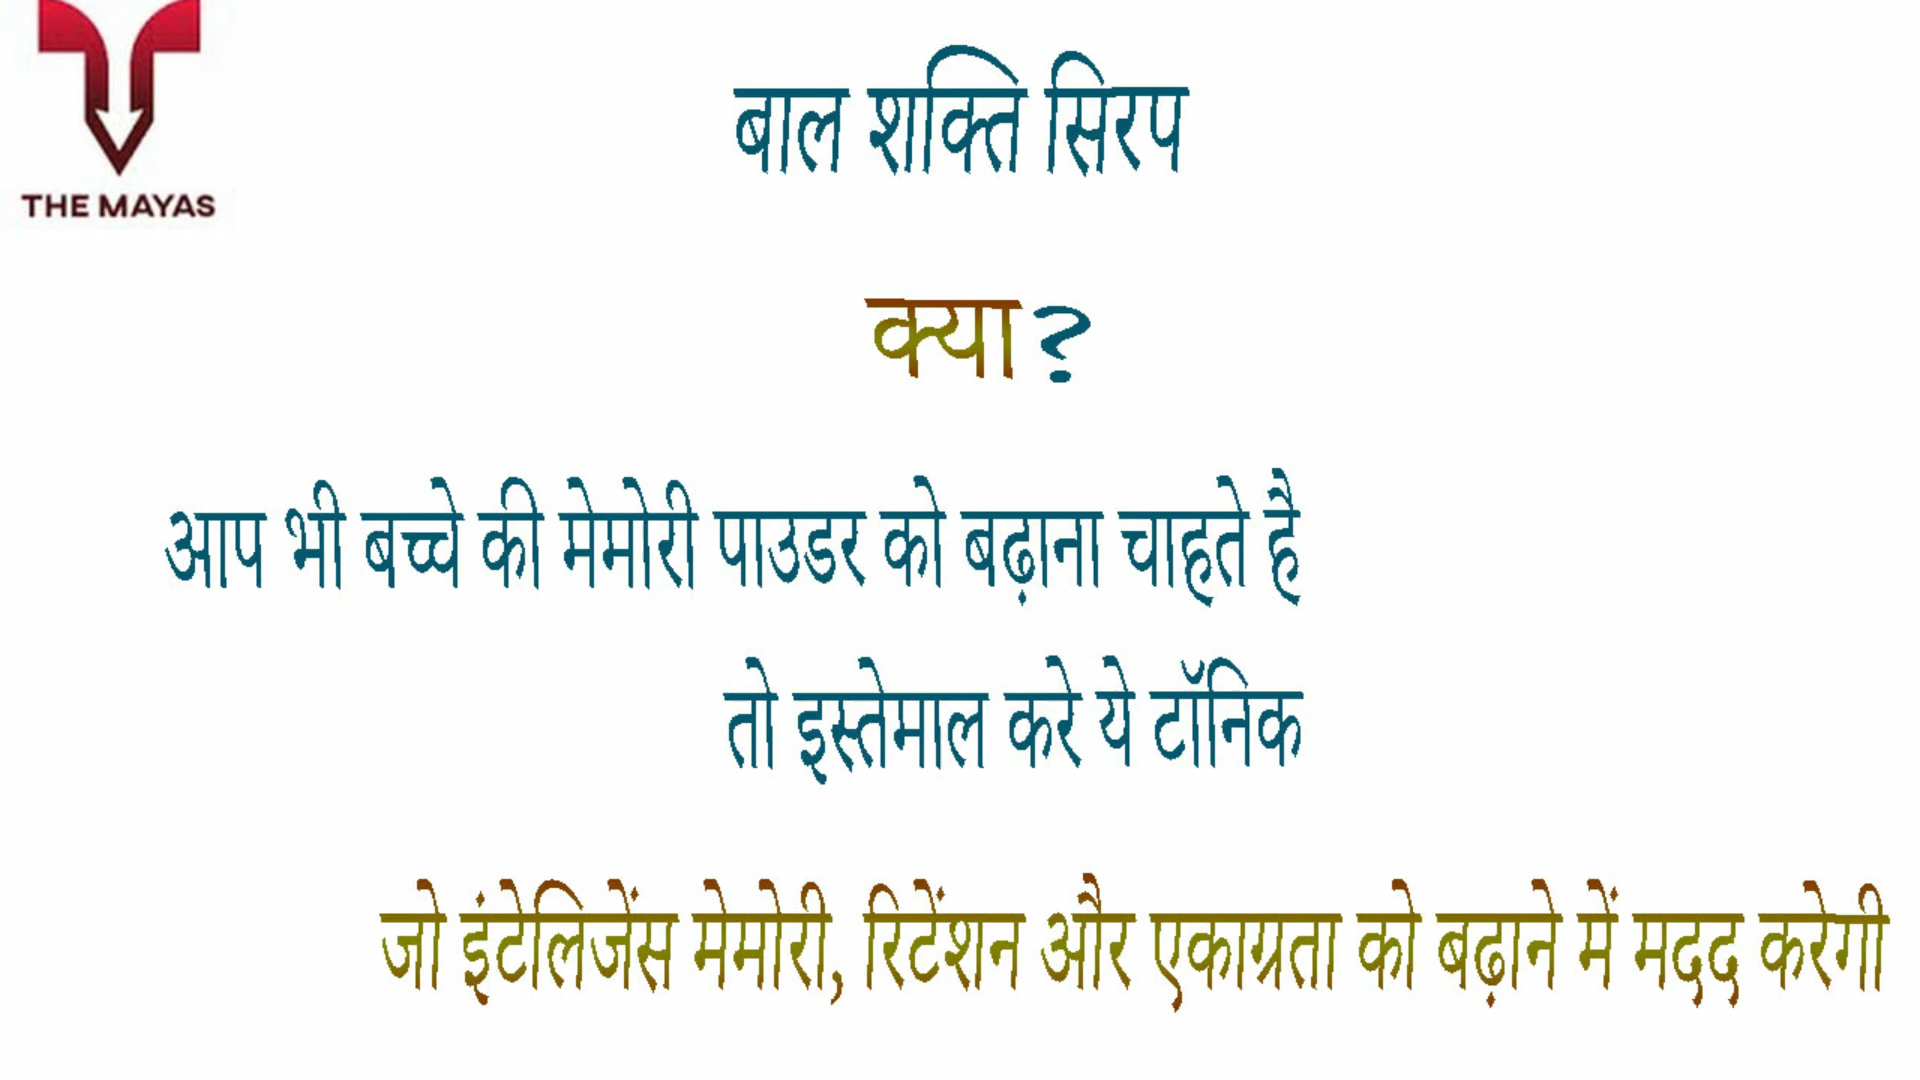 THE MAYAS
बाल शक्ति सिरप
क्या?
आप भी बच्चे की मेमोरी पाउडर को बढ़ाना चाहते है
तो इस्तेमाल करे ये टॉनिक
जो इंटेलिजेंस मेमोरी, रिटेंशन और एकाग्रता को बढ़ाने में मदद करेगी